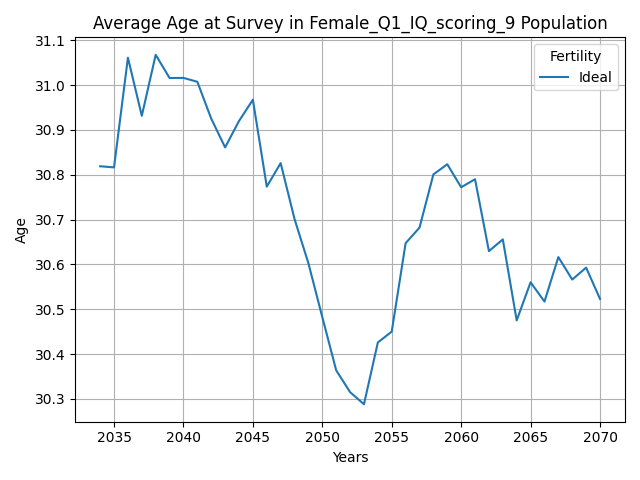 Average Age at Survey in Female_Q1_IQ_scoring_9 Population
Fertility
Ideal
31.1
31.0
30.9
30.8
30.7
30.6
30.5
30.4
30.3
Age
2035 2040 2045 2050 2055 2060 2065 2070
Years